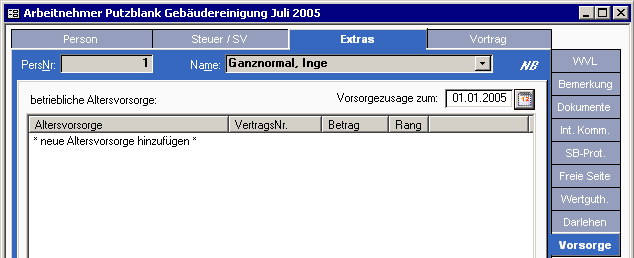 Arbeitnehmer Putzblank Gebäudereinigung Juli 2005
Person Steuer / SV Extras Vortrag
PersNr: 1 Name: Ganznormal, Inge NB
WVL
Bemerkung
Dokumente
Int. Komm.
SB-Prot.
Freie Seite
Wertguth.
Darlehen
Vorsorge
betriebliche Altersvorsorge: Vorsorgezusage zum: 01.01.2005
Altersvorsorge VertragsNr. Betrag Rang
* neue Altersvorsorge hinzufügen *